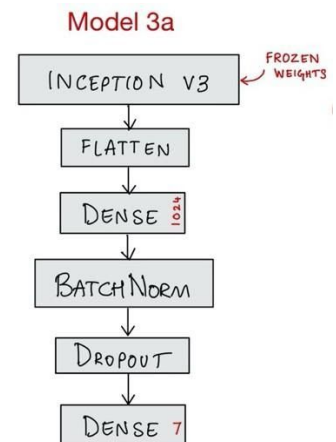 Model 3a
FROZEN
WEIGHTS
INCEPTION V3
FLATTEN
DENSE 1024
BATCHNORM
DROPOUT
DENSE 7